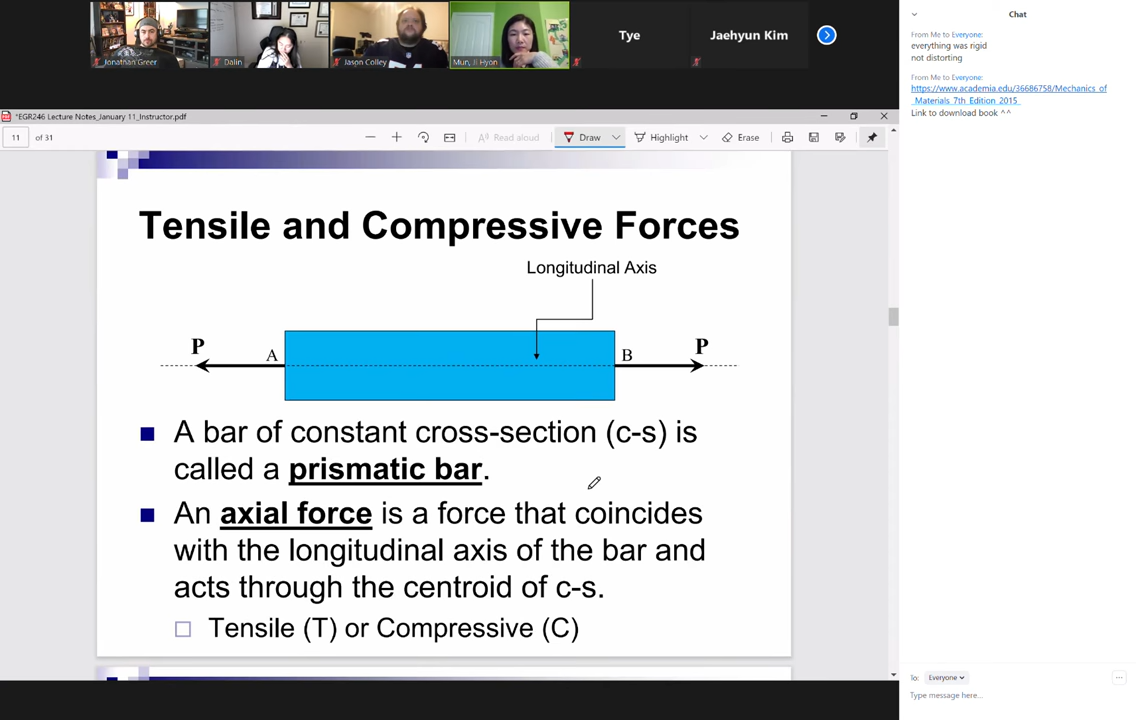 Jonathan Greer
Dalin
Jason Colley
Mun, Ji Hyon
Tye
Jaehyun Kim
*EGR246 Lecture Notes_January 11_Instructor.pdf
11 of 31
Read aloud
Draw
Highlight
Erase
Tensile and Compressive Forces
Longitudinal Axis
P
A
B
P
A bar of constant cross-section (c-s) is
called a prismatic bar.
An axial force is a force that coincides
with the longitudinal axis of the bar and
acts through the centroid of c-s.
Tensile (T) or Compressive (C)
Chat
From Me to Everyone:
everything was rigid
not distorting
From Me to Everyone:
https://www.academia.edu/36686758/Mechanics_of
_Materials_7th_Edition_2015_
Link to download book ^^
To: Everyone
Type message here...